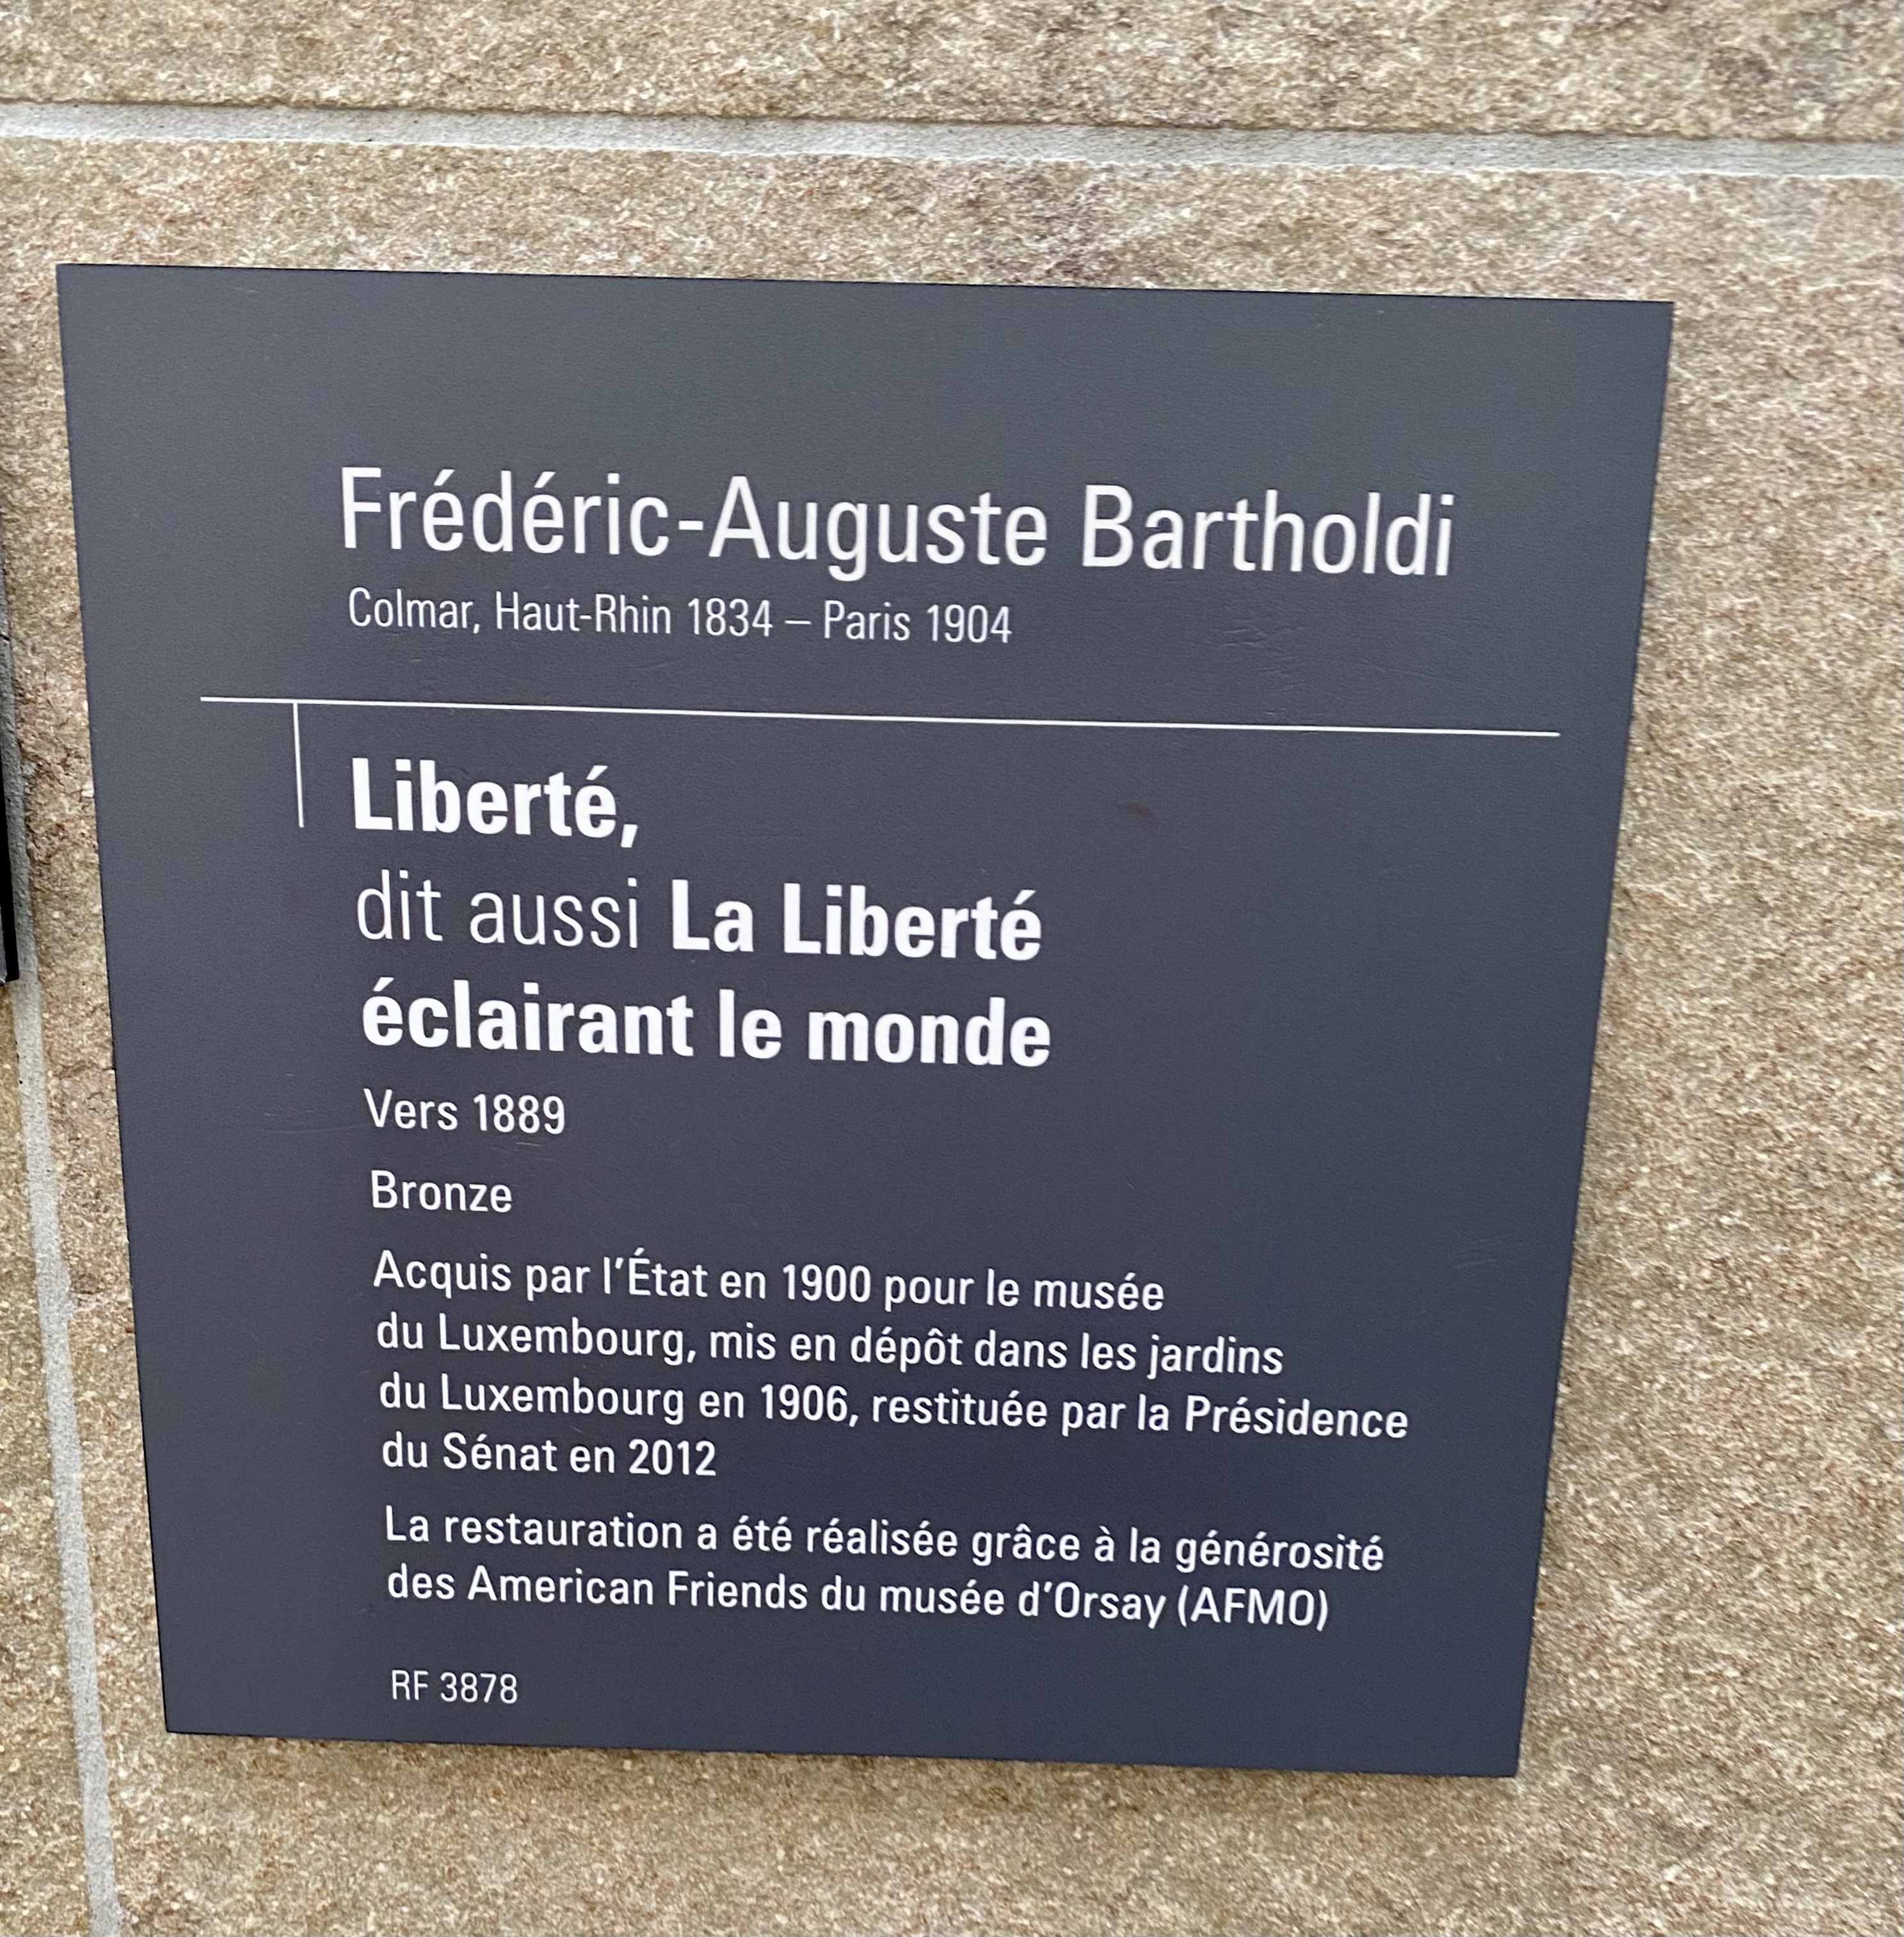 Frédéric-Auguste Bartholdi
Colmar, Haut-Rhin 1834 – Paris 1904
Liberté,
dit aussi La Liberté
éclairant le monde
Vers 1889
Bronze
Acquis par l’État en 1900 pour le musée
du Luxembourg, mis en dépôt dans les jardins
du Luxembourg en 1906, restituée par la Présidence
du Sénat en 2012
La restauration a été réalisée grâce à la générosité
des American Friends du musée d’Orsay (AFMO)
RF 3878